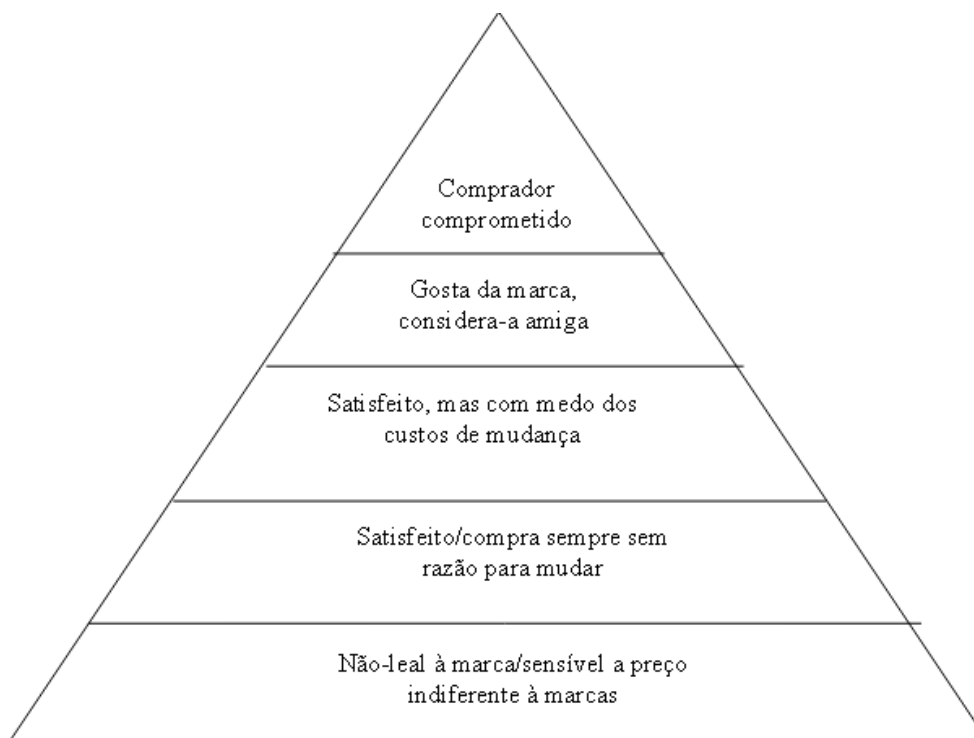 Comprador
comprometido
Gosta da marca,
considera-a amiga
Satisfeito, mas com medo dos
custos de mudança
Satisfeito/compra sempre sem
razão para mudar
Não-leal à marca/sensível a preço
indiferente à marcas